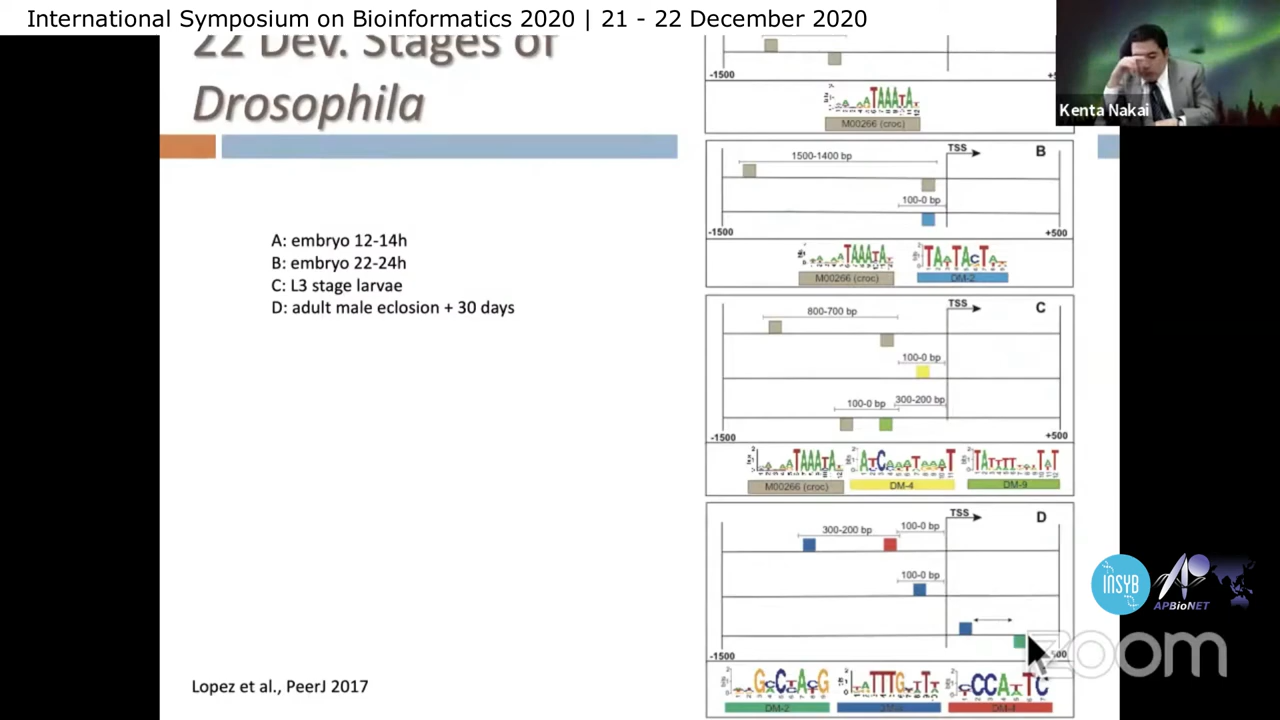 International Symposium on Bioinformatics 2020 | 21 - 22 December 2020
22 Dev. Stages of
Drosophila
A: embryo 12-14h
B: embryo 22-24h
C: L3 stage larvae
D: adult male eclosion + 30 days
Lopez et al., PeerJ 2017
-1500
M00266 (croc)
Kenta Nakai
1500-1400 bp
TSS
B
100-0 bp
-1500
+500
M00266 (croc)
DM-2
800-700 bp
TSS
C
100-0 bp
100-0 bp
300-200 bp
-1500
+500
M00266 (croc)
DM-4
DM-9
300-200 bp
100-0 bp
TSS
D
100-0 bp
-1500
DM-2
INSYB
APBioNET
zoom